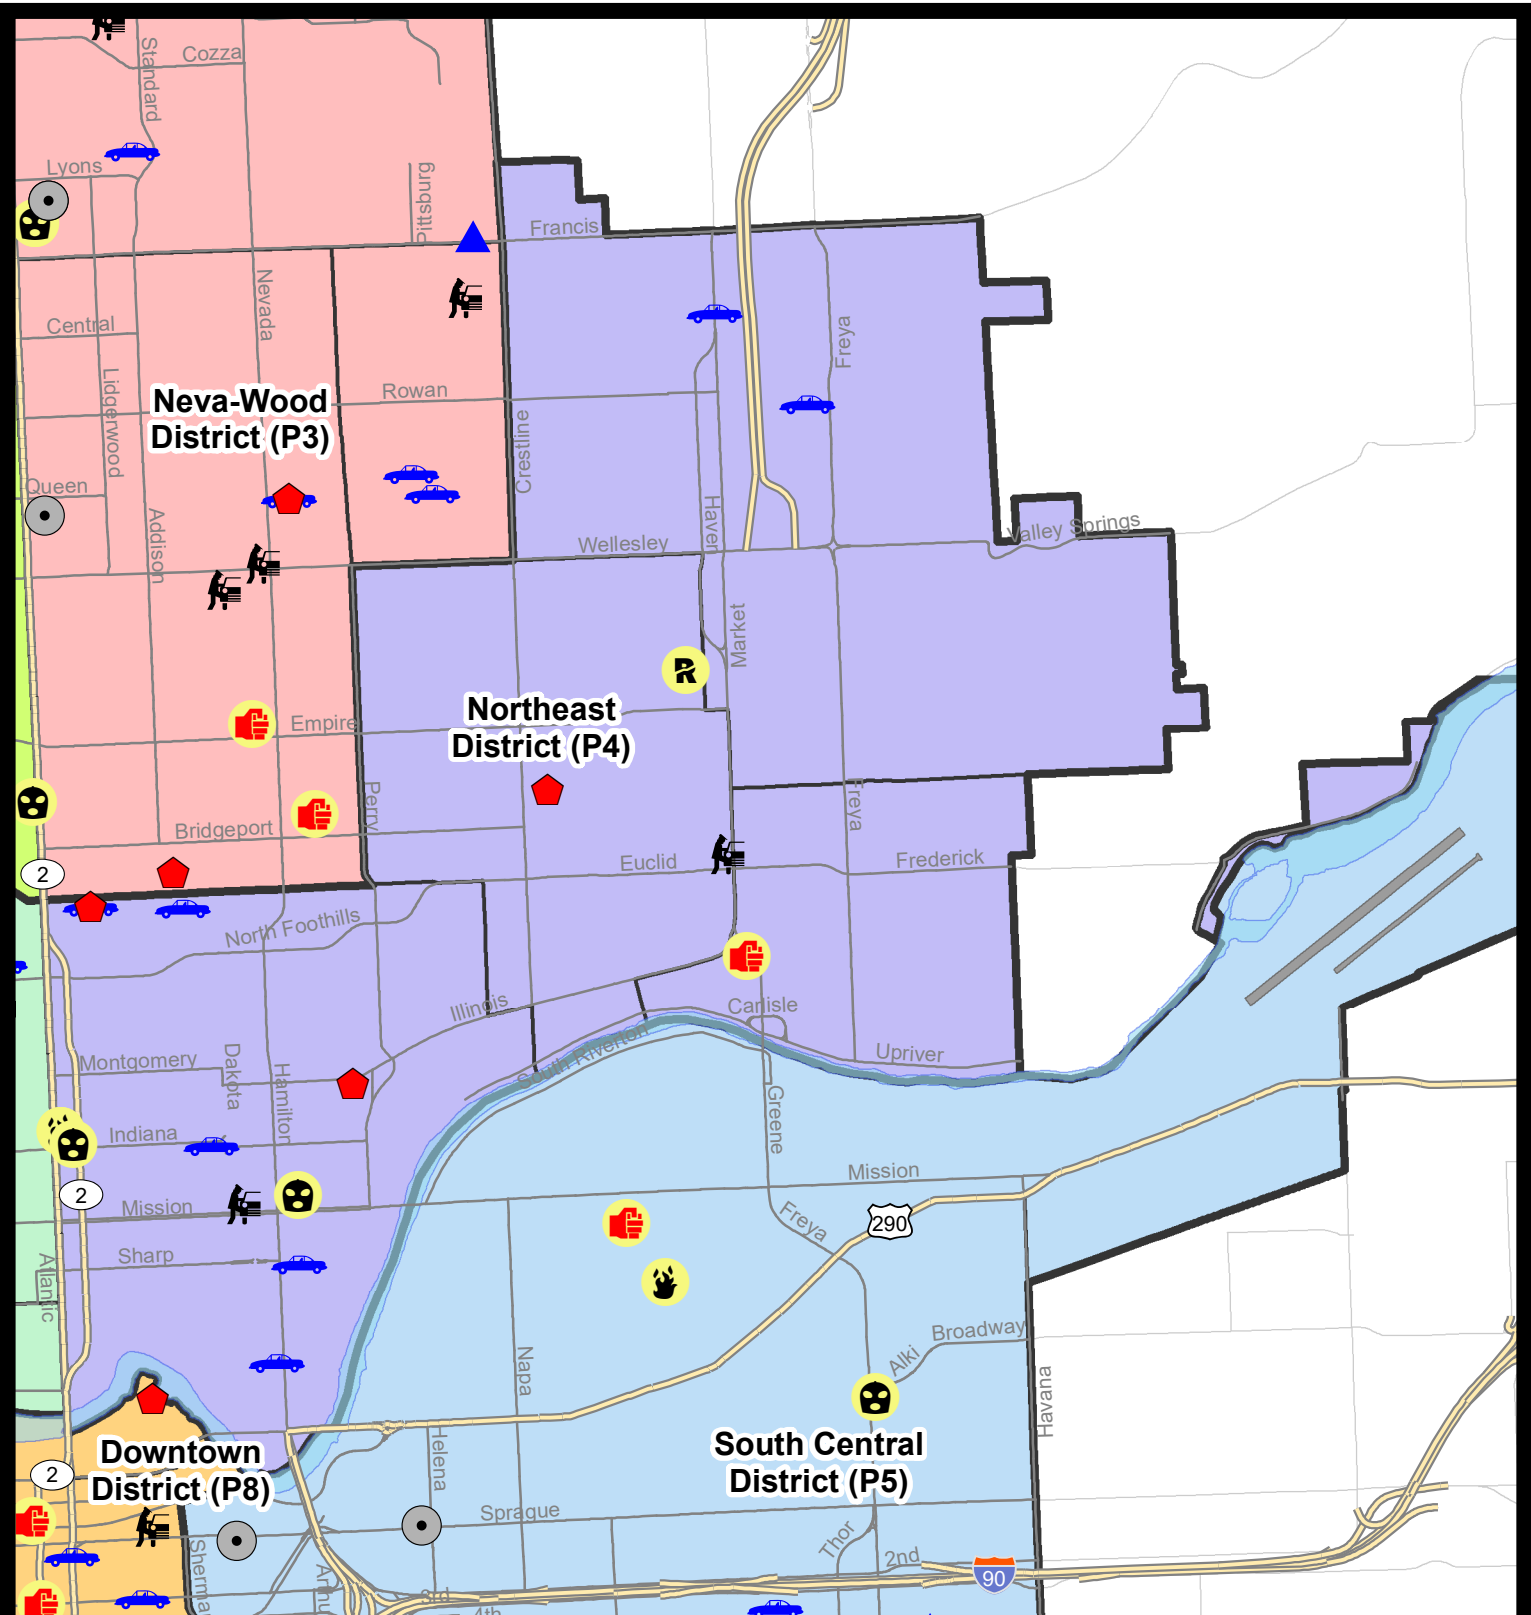 Cozza
Standard
Lyons
Pittsburg
Francis
Nevada
Central
Freya
Lidgerwood
Rowan
Neva-Wood
District (P3)
Crestline
Queen
Addison
Haven
Valley Springs
Wellesley
Market
R
Northeast
District (P4)
Empire
Perry
Freya
Bridgeport
Euclid
Frederick
2
North Foothills
Illinois
Carlisle
South Riverton
Upriver
Montgomery
Dakota
Hamilton
Greene
Indiana
Mission
2
Mission
Freya
290
Sharp
Atlantic
Broadway
Alki
Napa
Havana
South Central
District (P5)
Downtown
District (P8)
2
Helena
Sprague
Thor
2nd
90
3rd
4th